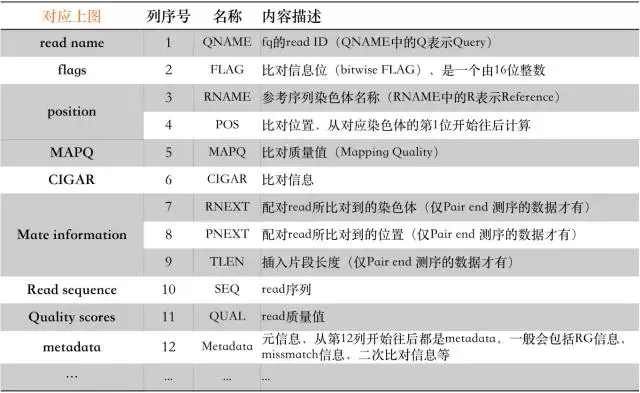 对应上图 列序号 名称 内容描述
read name 1 QNAME fq的read ID（QNAME中的Q表示Query）
flags 2 FLAG 比对信息位（bitwise FLAG）, 是一个由16位整数
position 3 RNAME 参考序列染色体名称（RNAME中的R表示Reference）
4 POS 比对位置，从对应染色体的第1位开始往后计算
MAPQ 5 MAPQ 比对质量值（Mapping Quality）
CIGAR 6 CIGAR 比对信息
Mate information 7 RNEXT 配对read所比对到的染色体（仅Pair end 测序的数据才有）
8 PNEXT 配对read所比对到的位置（仅Pair end 测序的数据才有）
9 TLEN 插入片段长度（仅Pair end 测序的数据才有）
Read sequence 10 SEQ read序列
Quality scores 11 QUAL read质量值
metadata 12 Metadata 元信息，从第12列开始往后都是metadata，一般会包括RG信息，
missmatch信息，二次比对信息等
... ... ... ...